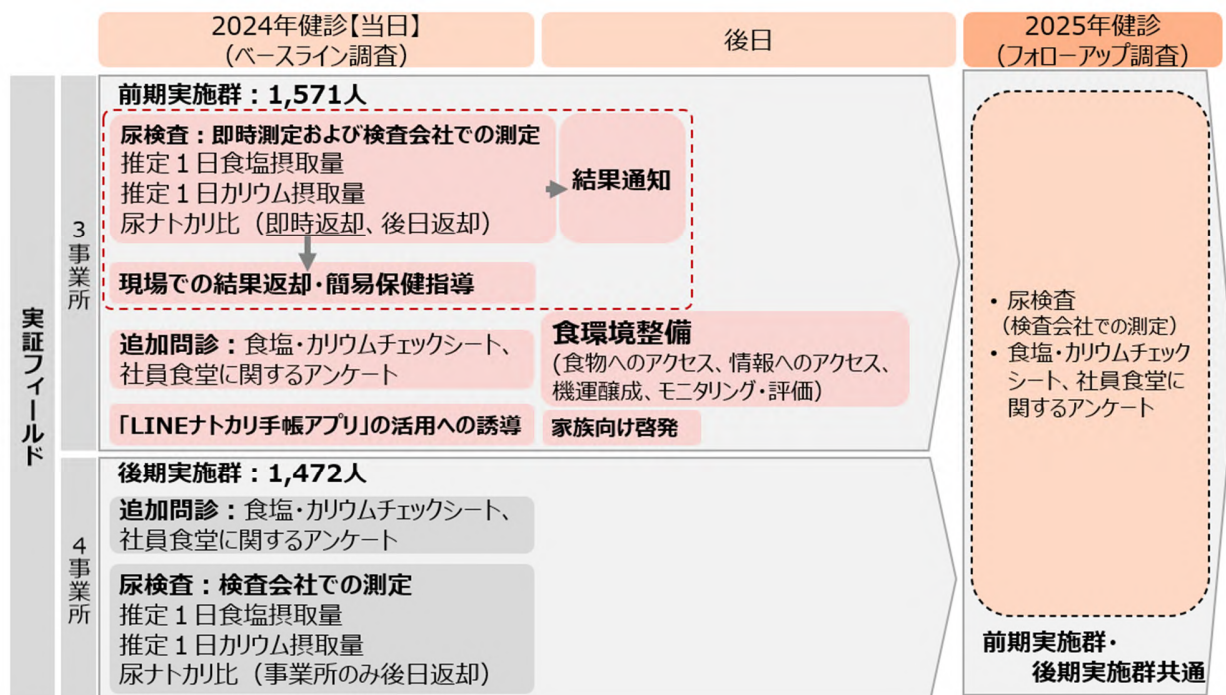 2024年健診【当日】
(ベースライン調査)
後日
2025年健診
(フォローアップ調査)
実証フィールド
3事業所
前期実施群：1,571人
尿検査：即時測定および検査会社での測定
推定１日食塩摂取量
推定１日カリウム摂取量
尿ナトカリ比（即時返却、後日返却）
結果通知
現場での結果返却・簡易保健指導
追加問診：食塩・カリウムチェックシート、
社員食堂に関するアンケート
食環境整備
(食物へのアクセス、情報へのアクセス、
機運醸成、モニタリング・評価)
「LINEナトカリ手帳アプリ」の活用への誘導
家族向け啓発
4事業所
後期実施群：1,472人
追加問診：食塩・カリウムチェックシート、
社員食堂に関するアンケート
尿検査：検査会社での測定
推定１日食塩摂取量
推定１日カリウム摂取量
尿ナトカリ比（事業所のみ後日返却）
• 尿検査
(検査会社での測定)
• 食塩・カリウムチェック
シート、社員食堂に
関するアンケート
前期実施群・
後期実施群共通